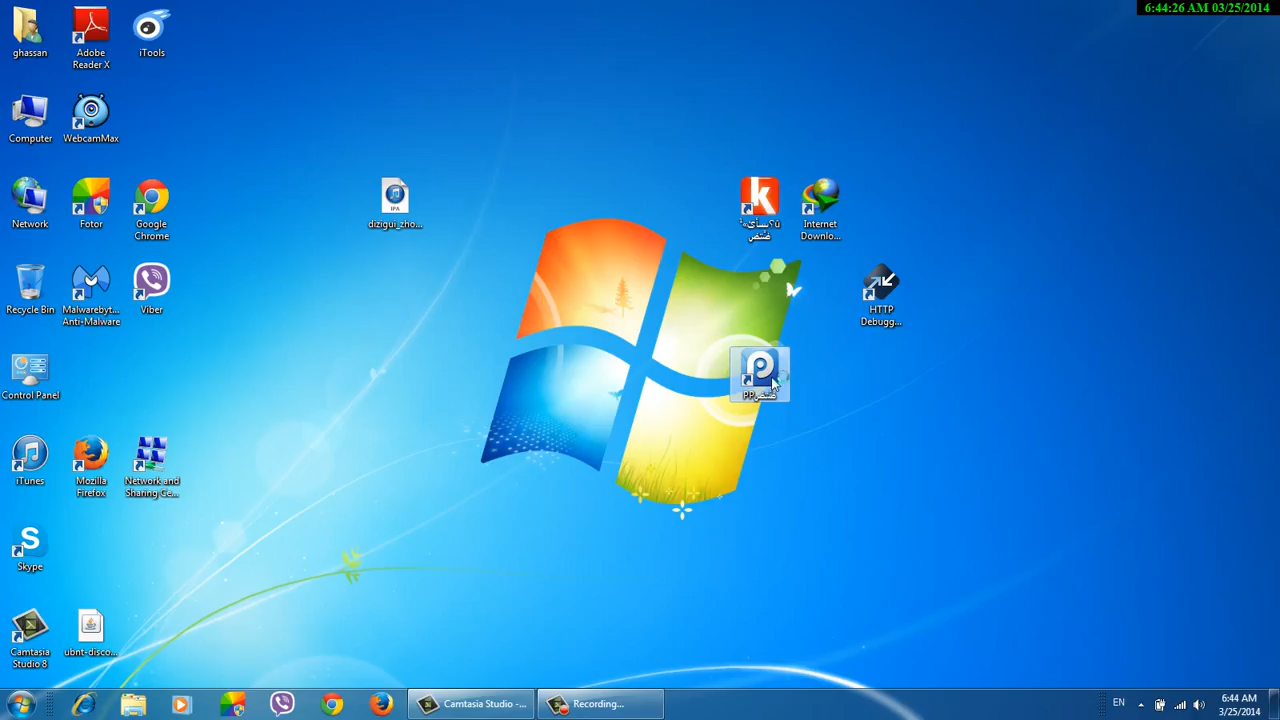 6:44:26 AM 03/25/2014
ghassan
Adobe
Reader X
iTools
Computer
WebcamMax
Network
Fotor
Google
Chrome
dizigui_zho...
IPA
k
Internet
Downlo...
Recycle Bin
Malwarebyt...
Anti-Malware
Viber
HTTP
Debugg...
Control Panel
PP
iTunes
Mozilla
Firefox
Network and
Sharing Ce...
Skype
Camtasia
Studio 8
ubnt-disco...
Camtasia Studio -...
Recording...
EN
6:44 AM
3/25/2014